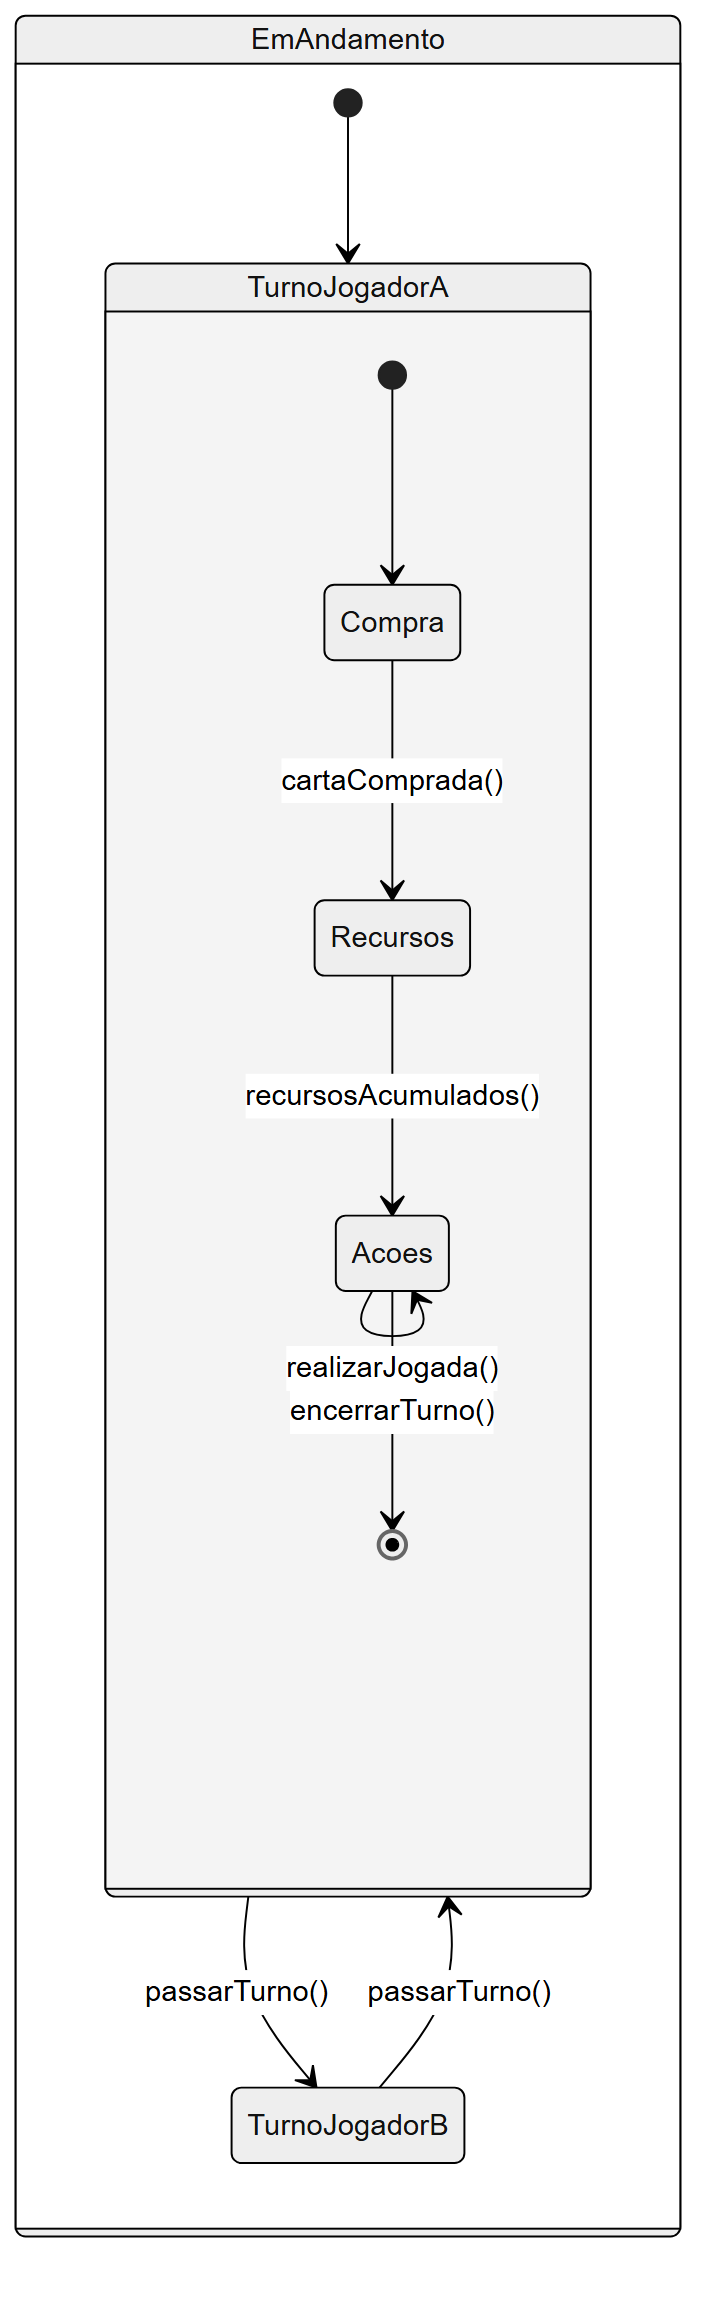 EmAndamento
TurnoJogadorA
Compra
cartaComprada()
Recursos
recursosAcumulados()
Acoes
realizarJogada()
encerrarTurno()
passarTurno() passarTurno()
TurnoJogadorB